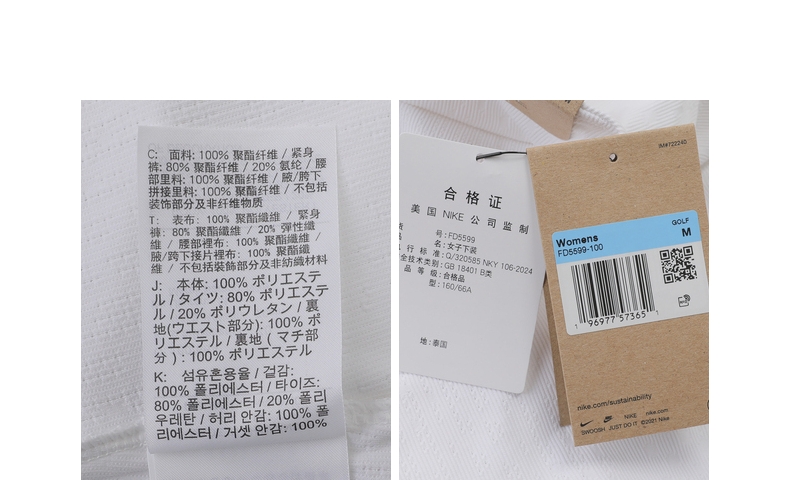 C: 面料: 100% 聚酯纤维 / 紧身
裤: 80% 聚酯纤维 / 20% 氨纶 / 腰
部里料: 100% 聚酯纤维 / 腋/胯下
拼接里料: 100% 聚酯纤维 / 不包括
装饰部分及非纤维物质
T: 表布: 100% 聚酯纖維 / 緊身
褲: 80% 聚酯纖維 / 20% 彈性纖
維 / 腰部裡布: 100% 聚酯纖維 /
腋/胯下接片裡布: 100% 聚酯纖
維 / 不包括裝飾部分及非紡織材料
J: 本体: 100% ポリエステ
ル / タイツ: 80% ポリエステ
ル / 20% ポリウレタン / 裏
地(ウエスト部分): 100% ポ
リエステル / 裏地 ( マチ部
分 ) : 100% ポリエステル
K: 섬유혼용율 / 겉감:
100% 폴리에스터 / 타이즈:
80% 폴리에스터 / 20% 폴리
우레탄 / 허리 안감: 100% 폴
리에스터 / 거셋 안감: 100%
合格证
美国 NIKE 公司监制
号: FD5599
名: 女子下装
行 标 准: Q/320585 NKY 106-2024
全技术类别: GB 18401 B类
品 等 级: 合格品
型: 160/66A
地: 泰国
IM#722240
GOLF
Womens M
FD5599-100
1 96977 57365 1
nike.com/sustainability
NIKE nike.com
SWOOSH JUST DO IT ©2021 Nike